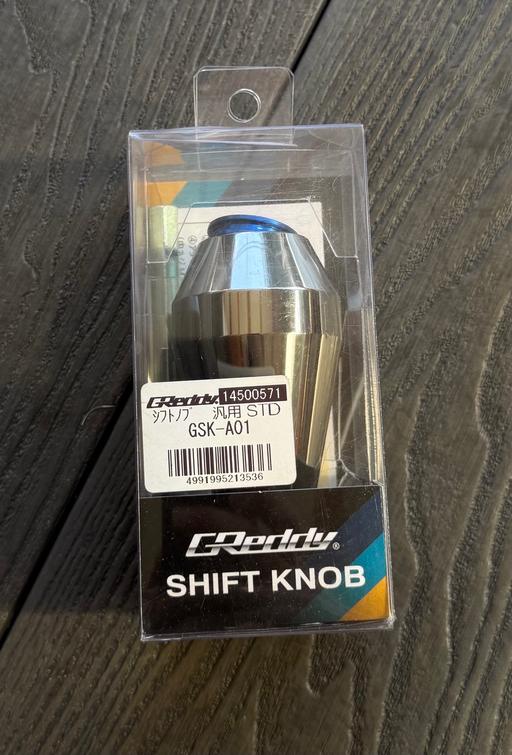 GReddy 14500571
ｼﾌﾄﾉﾌﾞ 汎用 STD
GSK-A01
4991995213536
GReddy®
SHIFT KNOB